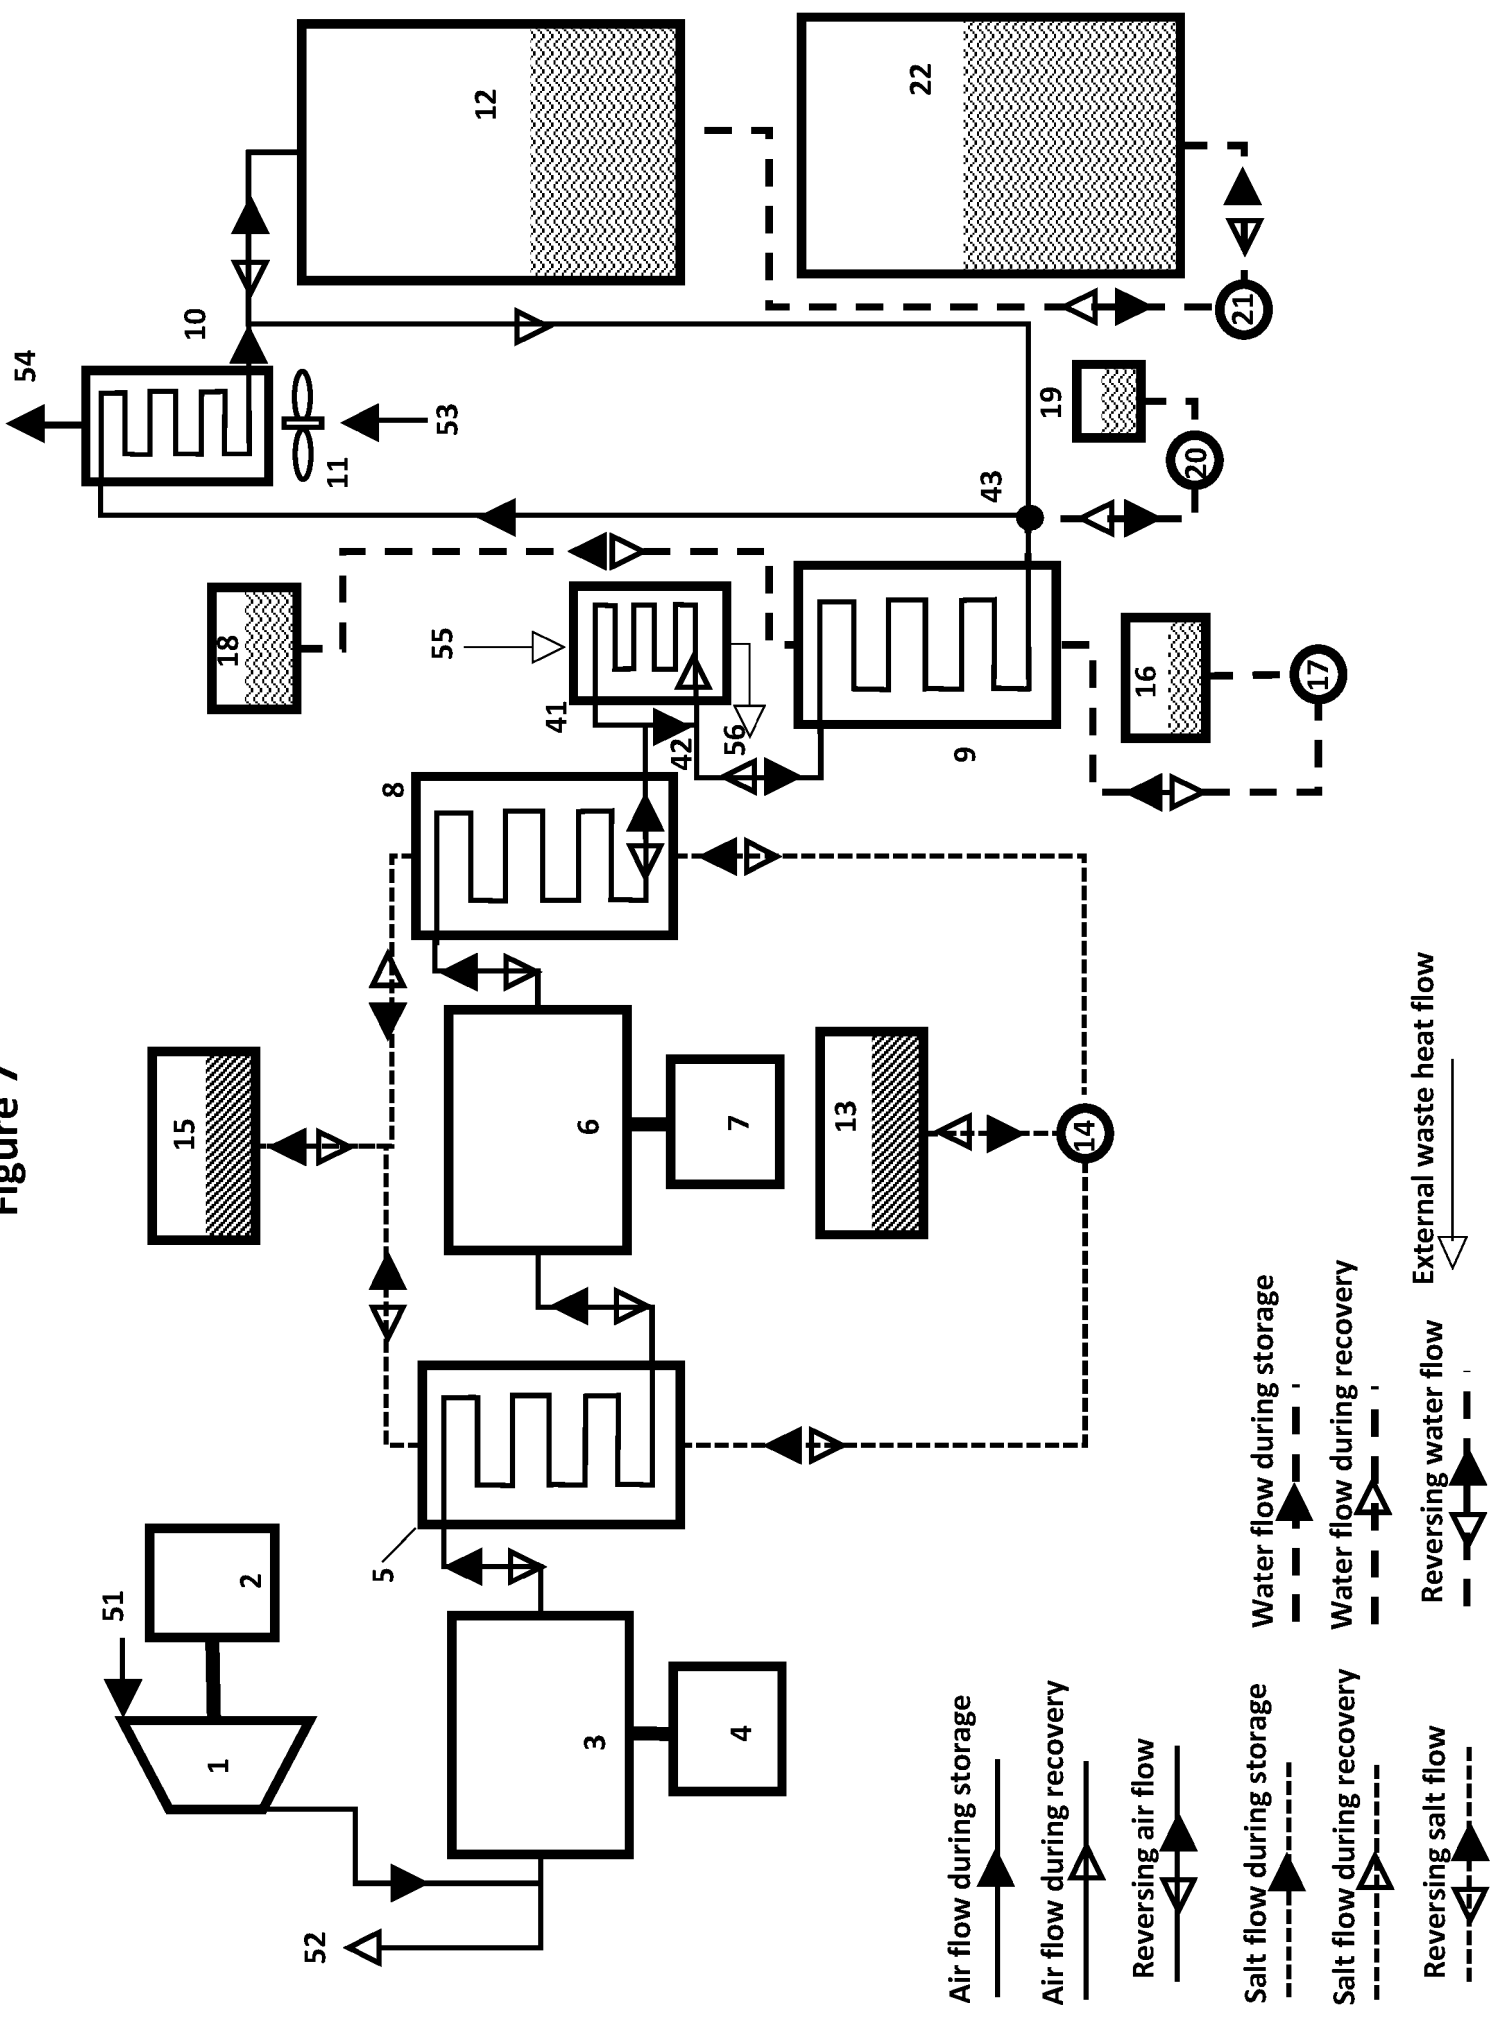 Figure 7
54
10
12
22
53
11
43
19
20
21
18
55
41
42
56
9
16
17
8
15
6
7
13
14
5
51
2
1
3
4
52
Air flow during storage
Air flow during recovery
Reversing air flow
Salt flow during storage
Salt flow during recovery
Reversing salt flow
Water flow during storage
Water flow during recovery
Reversing water flow
External waste heat flow